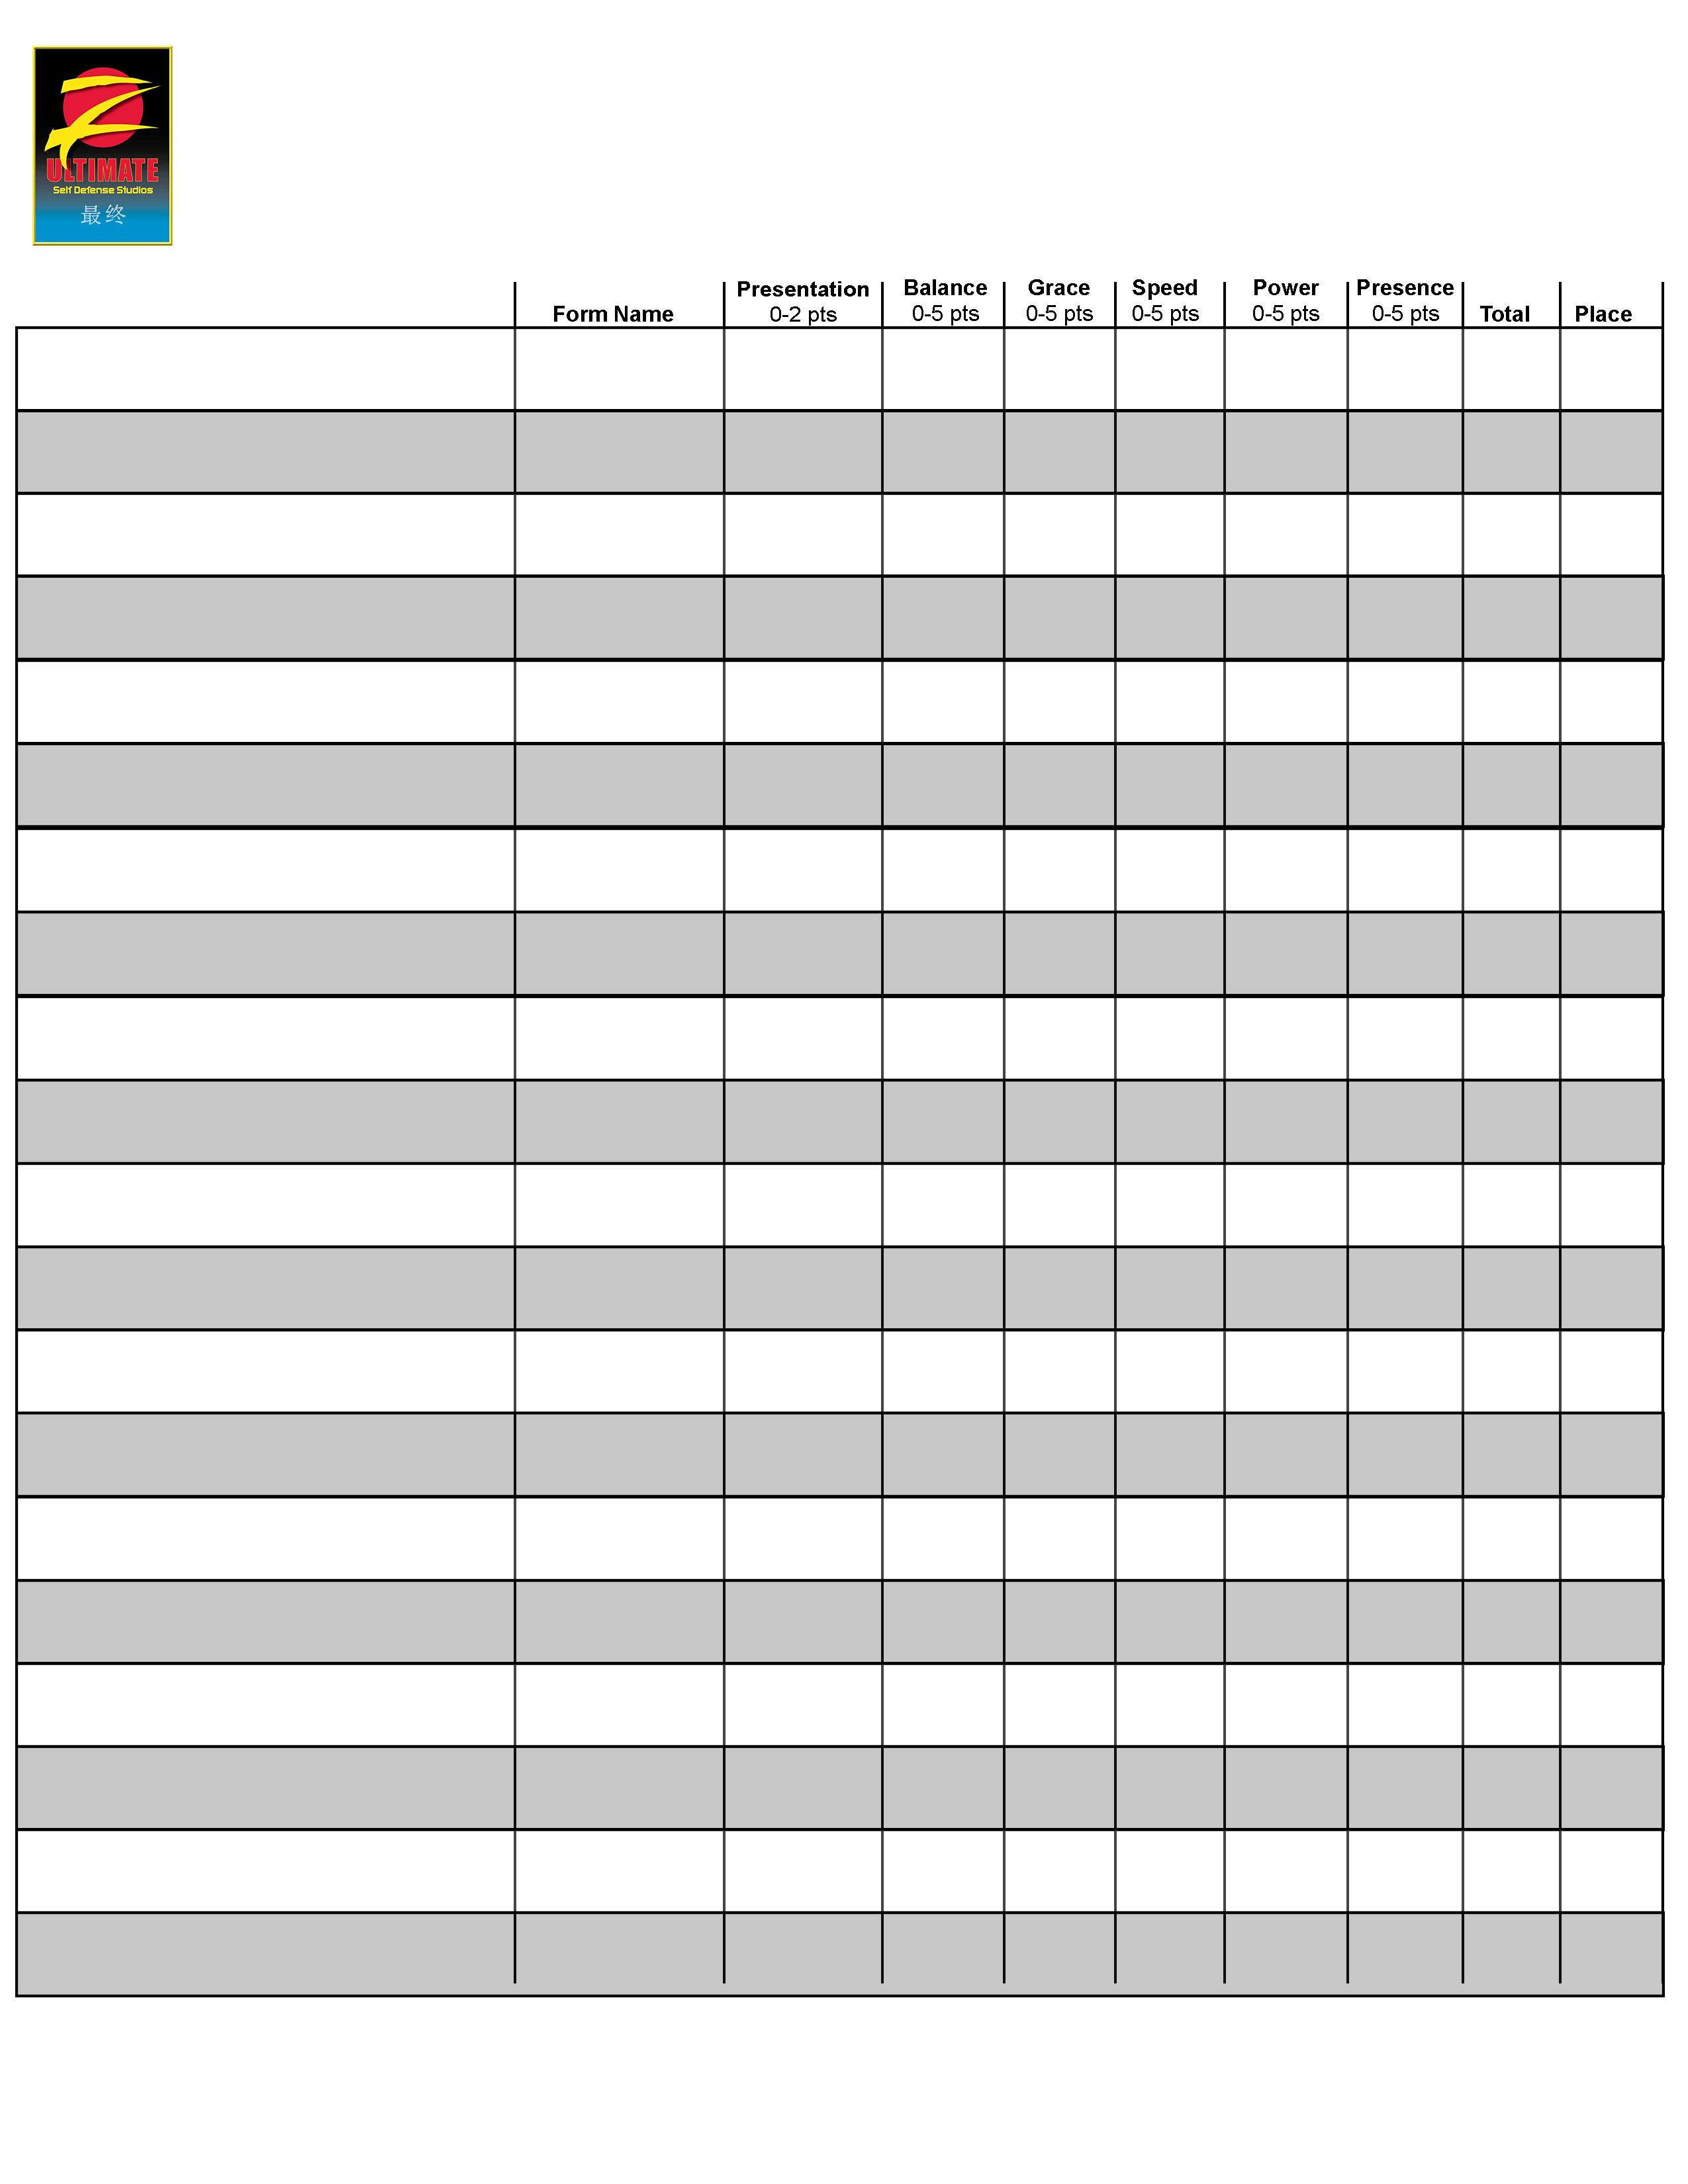 ULTIMATE
Self Defense Studios
最终
Form Name
Presentation
0-2 pts
Balance
0-5 pts
Grace
0-5 pts
Speed
0-5 pts
Power
0-5 pts
Presence
0-5 pts
Total
Place